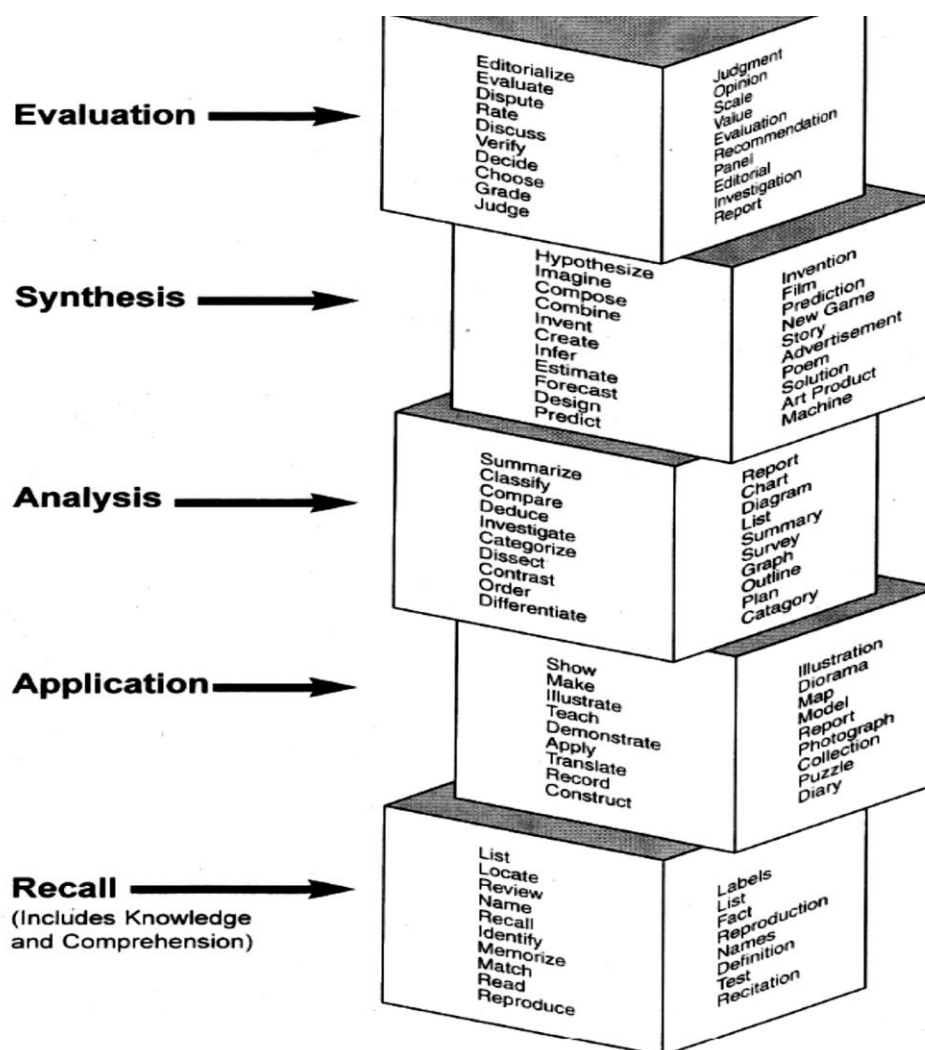 Evaluation
Editorialize
Evaluate
Dispute
Rate
Discuss
Verify
Decide
Choose
Grade
Judge
Judgment
Opinion
Scale
Value
Evaluation
Recommendation
Panel
Editorial
Investigation
Report
Synthesis
Hypothesize
Imagine
Compose
Combine
Invent
Create
Infer
Estimate
Forecast
Design
Predict
Invention
Film
Prediction
New Game
Story
Advertisement
Poem
Solution
Art Product
Machine
Analysis
Summarize
Classify
Compare
Deduce
Investigate
Categorize
Dissect
Contrast
Order
Differentiate
Report
Chart
Diagram
List
Summary
Survey
Graph
Outline
Plan
Catagory
Application
Show
Make
Illustrate
Teach
Demonstrate
Apply
Translate
Record
Construct
Illustration
Diorama
Map
Model
Report
Photograph
Collection
Puzzle
Diary
Recall
(Includes Knowledge
and Comprehension)
List
Locate
Review
Name
Recall
Identify
Memorize
Match
Read
Reproduce
Labels
List
Fact
Reproduction
Names
Definition
Test
Recitation